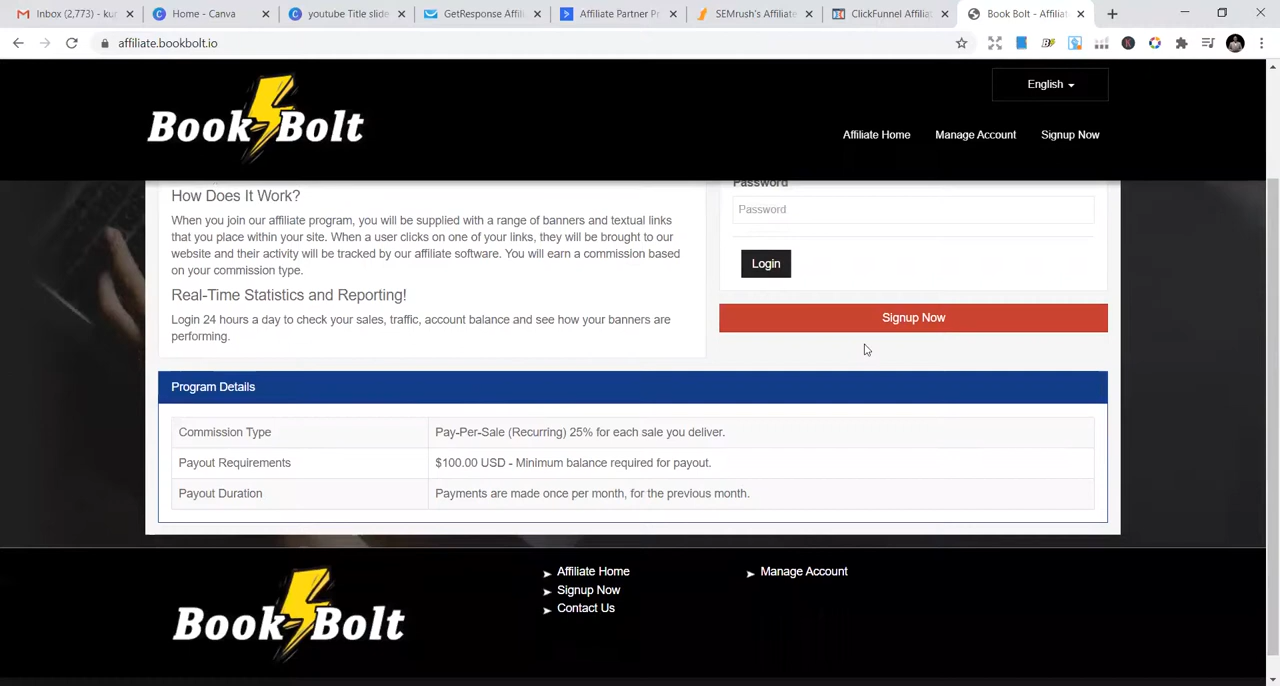 Inbox (2,773) - kur
Home - Canva
youtube Title slide
GetResponse Affili
Affiliate Partner Pr
SEMrush's Affiliate
ClickFunnel Affilia
Book Bolt - Affilia
affiliate.bookbolt.io
Book Bolt
English
Affiliate Home
Manage Account
Signup Now
How Does It Work?
When you join our affiliate program, you will be supplied with a range of banners and textual links
that you place within your site. When a user clicks on one of your links, they will be brought to our
website and their activity will be tracked by our affiliate software. You will earn a commission based
on your commission type.
Real-Time Statistics and Reporting!
Login 24 hours a day to check your sales, traffic, account balance and see how your banners are
performing.
Password
Password
Login
Signup Now
Program Details
Commission Type
Pay-Per-Sale (Recurring) 25% for each sale you deliver.
Payout Requirements
$100.00 USD - Minimum balance required for payout.
Payout Duration
Payments are made once per month, for the previous month.
Book Bolt
Affiliate Home
Signup Now
Contact Us
Manage Account